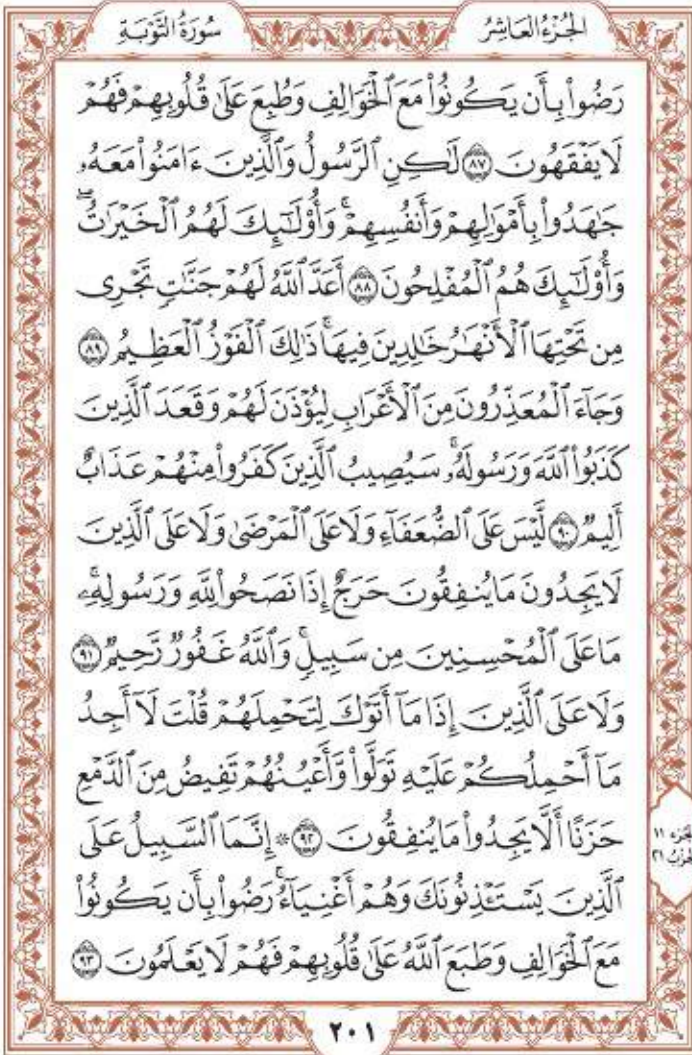 الجُزْءُ العَاشِرُ
سُورَةُ التَّوْبَةِ
رَضُواْ بِأَن يَكُونُواْ مَعَ ٱلْخَوَالِفِ وَطُبِعَ عَلَىٰ قُلُوبِهِمْ فَهُمْ
لَا يَفْقَهُونَ ﴿٨٧﴾ لَٰكِنِ ٱلرَّسُولُ وَٱلَّذِينَ ءَامَنُواْ مَعَهُۥ
جَٰهَدُواْ بِأَمْوَٰلِهِمْ وَأَنفُسِهِمْۚ وَأُوْلَٰٓئِكَ لَهُمُ ٱلْخَيْرَٰتُۖ
وَأُوْلَٰٓئِكَ هُمُ ٱلْمُفْلِحُونَ ﴿٨٨﴾ أَعَدَّ ٱللَّهُ لَهُمْ جَنَّٰتٍ تَجْرِى
مِن تَحْتِهَا ٱلْأَنْهَٰرُ خَٰلِدِينَ فِيهَاۚ ذَٰلِكَ ٱلْفَوْزُ ٱلْعَظِيمُ ﴿٨٩﴾
وَجَآءَ ٱلْمُعَذِّرُونَ مِنَ ٱلْأَعْرَابِ لِيُؤْذَنَ لَهُمْ وَقَعَدَ ٱلَّذِينَ
كَذَبُواْ ٱللَّهَ وَرَسُولَهُۥۚ سَيُصِيبُ ٱلَّذِينَ كَفَرُواْ مِنْهُمْ عَذَابٌ
أَلِيمٌ ﴿٩٠﴾ لَّيْسَ عَلَى ٱلضُّعَفَآءِ وَلَا عَلَى ٱلْمَرْضَىٰ وَلَا عَلَى ٱلَّذِينَ
لَا يَجِدُونَ مَا يُنفِقُونَ حَرَجٌ إِذَا نَصَحُواْ لِلَّهِ وَرَسُولِهِۦۚ
مَا عَلَى ٱلْمُحْسِنِينَ مِن سَبِيلٍۚ وَٱللَّهُ غَفُورٌ رَّحِيمٌ ﴿٩١﴾
وَلَا عَلَى ٱلَّذِينَ إِذَا مَآ أَتَوْكَ لِتَحْمِلَهُمْ قُلْتَ لَآ أَجِدُ
مَآ أَحْمِلُكُمْ عَلَيْهِ تَوَلَّواْ وَّأَعْيُنُهُمْ تَفِيضُ مِنَ ٱلدَّمْعِ
حَزَنًا أَلَّا يَجِدُواْ مَا يُنفِقُونَ ﴿٩٢﴾ ۞ إِنَّمَا ٱلسَّبِيلُ عَلَى
ٱلَّذِينَ يَسْتَـْٔذِنُونَكَ وَهُمْ أَغْنِيَآءُۚ رَضُواْ بِأَن يَكُونُواْ
مَعَ ٱلْخَوَالِفِ وَطَبَعَ ٱللَّهُ عَلَىٰ قُلُوبِهِمْ فَهُمْ لَا يَعْلَمُونَ ﴿٩٣﴾
جزء ١١
حزب ٢١
٢٠١